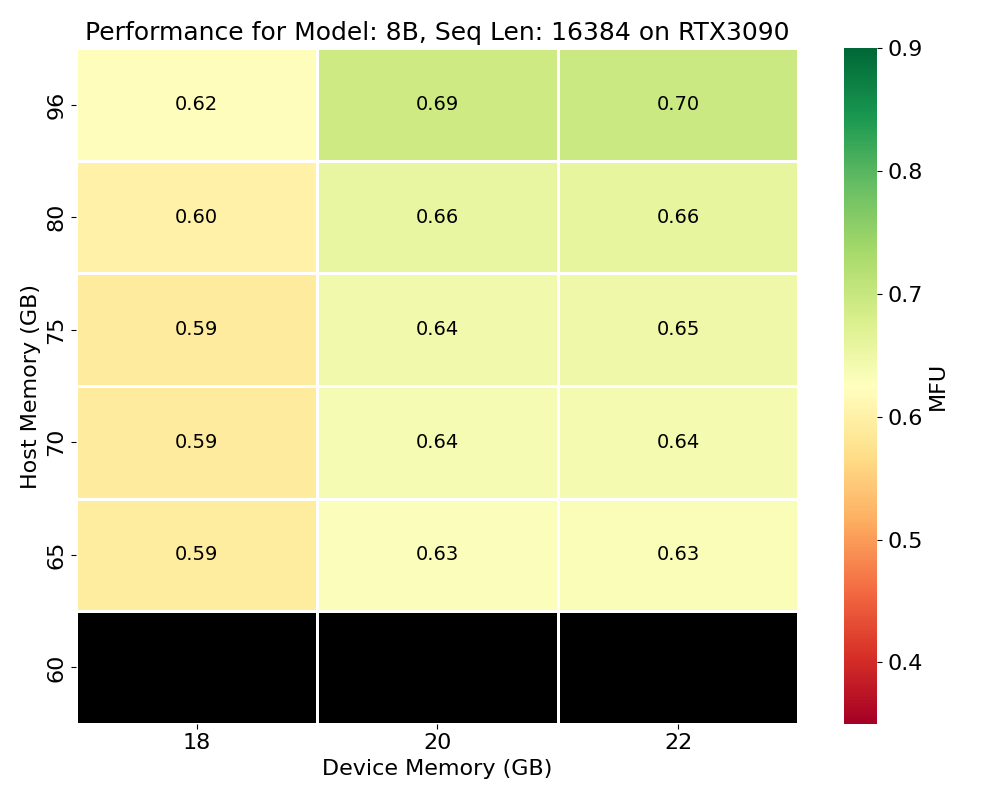 Performance for Model: 8B, Seq Len: 16384 on RTX3090
Host Memory (GB)
96
0.62 0.69 0.70
80
0.60 0.66 0.66
75
0.59 0.64 0.65
70
0.59 0.64 0.64
65
0.59 0.63 0.63
60
18 20 22
Device Memory (GB)
0.9
0.8
0.7
0.6
0.5
0.4
MFU